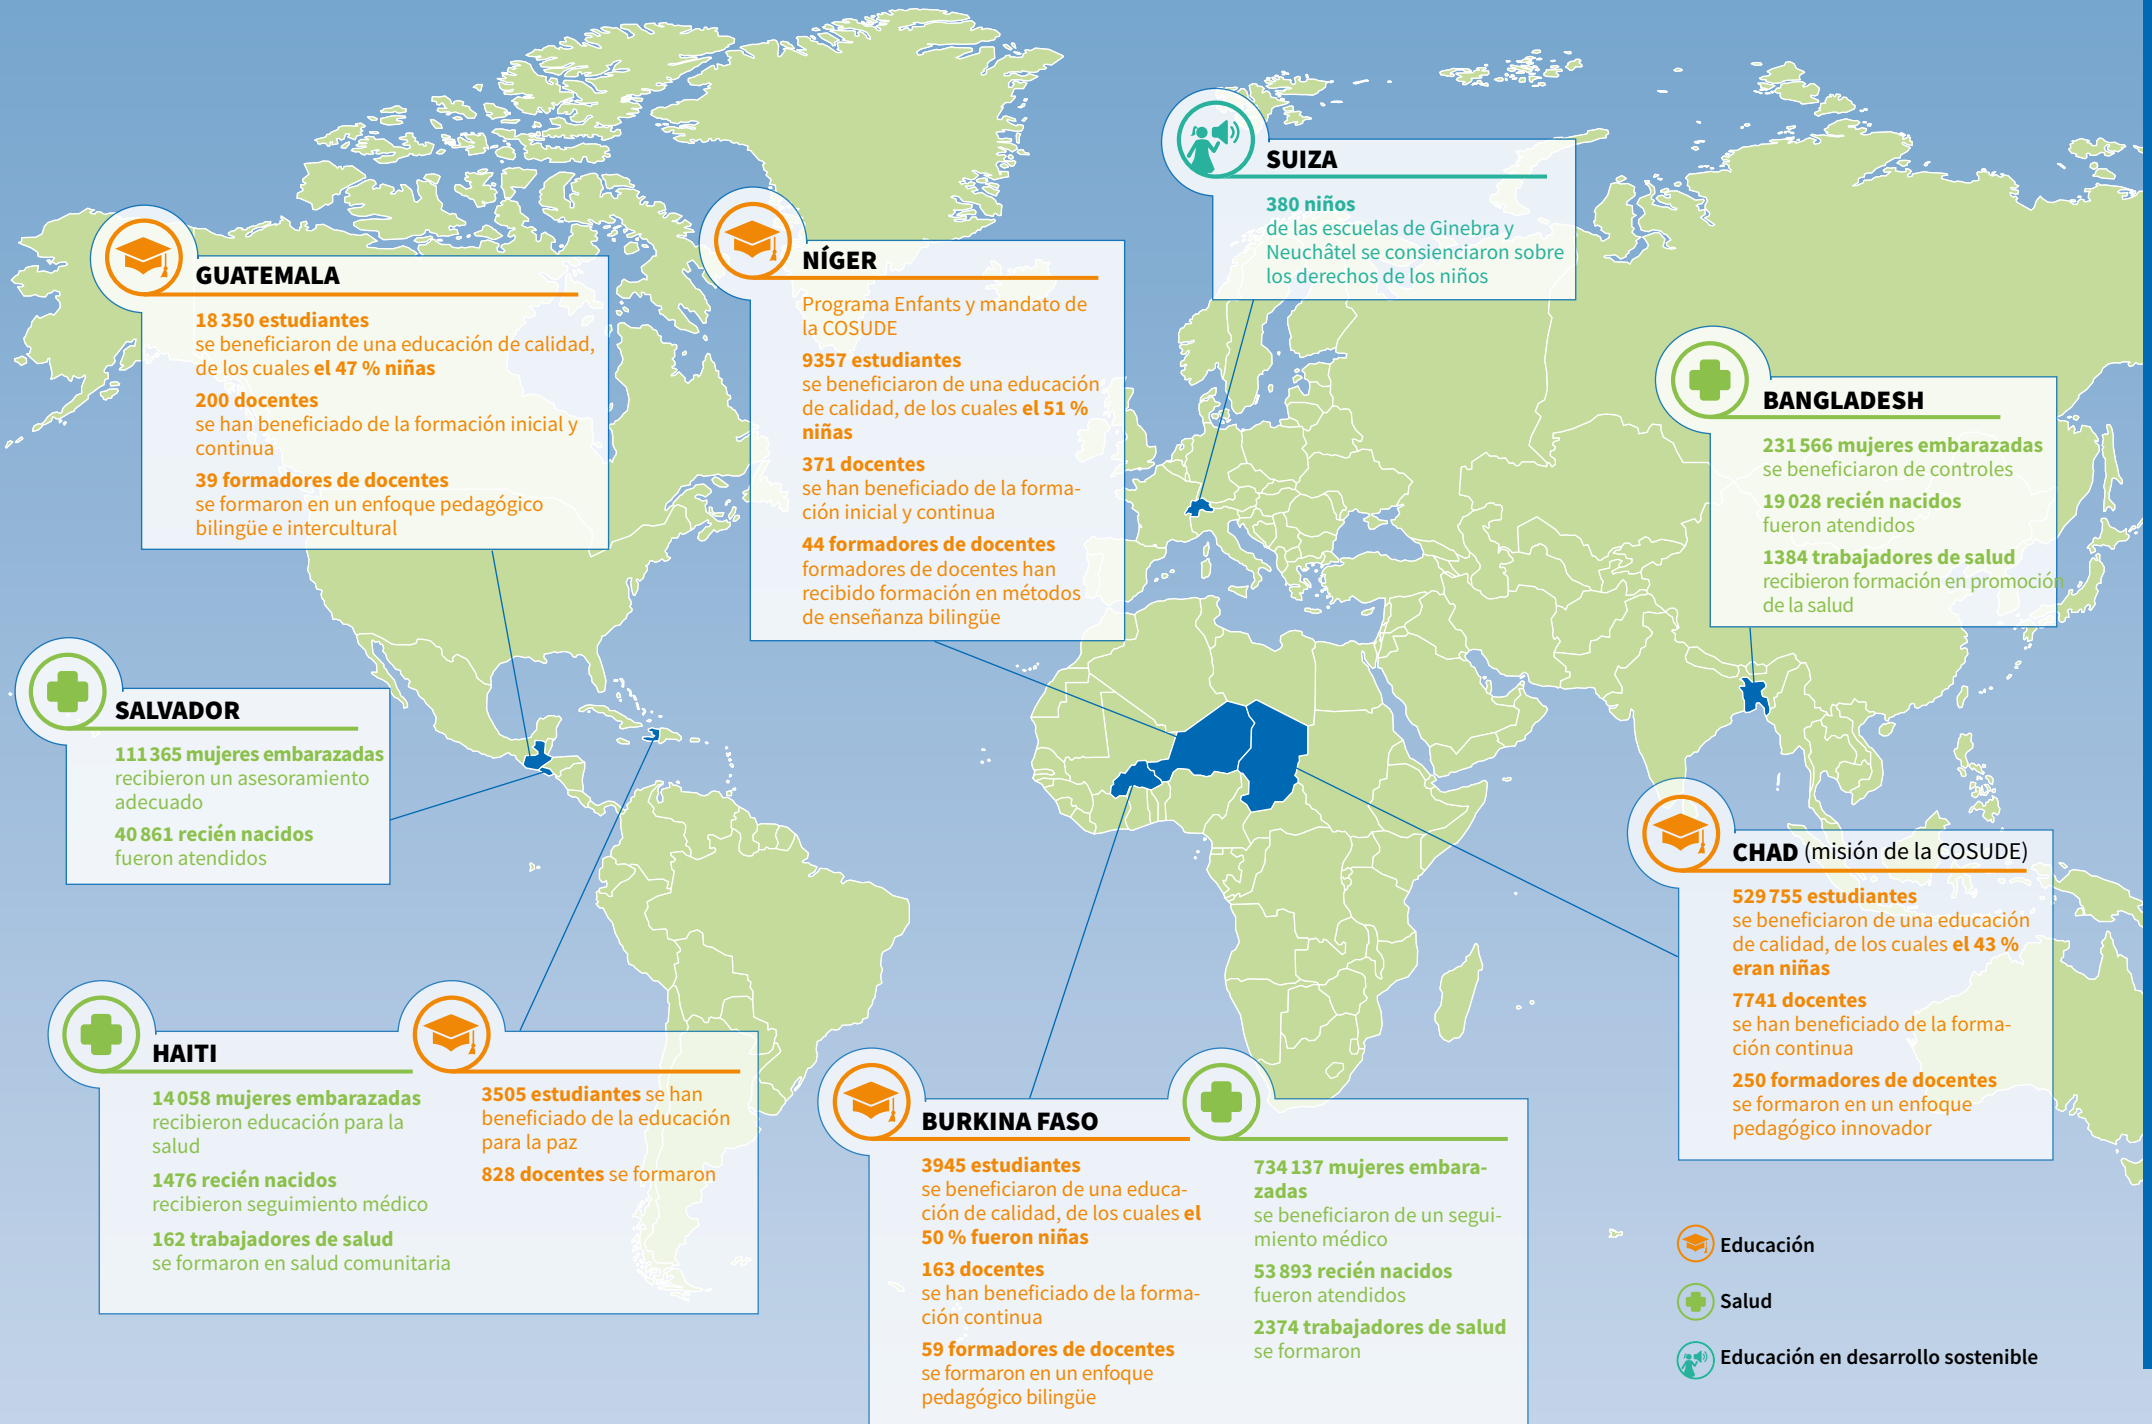 SUIZA
380 niños
de las escuelas de Ginebra y
Neuchâtel se consienciaron sobre
los derechos de los niños
GUATEMALA
18 350 estudiantes
se beneficiaron de una educación de calidad,
de los cuales el 47 % niñas
200 docentes
se han beneficiado de la formación inicial y
continua
39 formadores de docentes
se formaron en un enfoque pedagógico
bilingüe e intercultural
NÍGER
Programa Enfants y mandato de
la COSUDE
9357 estudiantes
se beneficiaron de una educación
de calidad, de los cuales el 51 %
niñas
371 docentes
se han beneficiado de la forma-
ción inicial y continua
44 formadores de docentes
formadores de docentes han
recibido formación en métodos
de enseñanza bilingüe
BANGLADESH
231 566 mujeres embarazadas
se beneficiaron de controles
19 028 recién nacidos
fueron atendidos
1384 trabajadores de salud
recibieron formación en promoción
de la salud
SALVADOR
111 365 mujeres embarazadas
recibieron un asesoramiento
adecuado
40 861 recién nacidos
fueron atendidos
CHAD (misión de la COSUDE)
529 755 estudiantes
se beneficiaron de una educación
de calidad, de los cuales el 43 %
eran niñas
7741 docentes
se han beneficiado de la forma-
ción continua
250 formadores de docentes
se formaron en un enfoque
pedagógico innovador
HAITI
14 058 mujeres embarazadas
recibieron educación para la
salud
1476 recién nacidos
recibieron seguimiento médico
162 trabajadores de salud
se formaron en salud comunitaria
3505 estudiantes se han
beneficiado de la educación
para la paz
828 docentes se formaron
BURKINA FASO
3945 estudiantes
se beneficiaron de una educa-
ción de calidad, de los cuales el
50 % fueron niñas
163 docentes
se han beneficiado de la forma-
ción continua
59 formadores de docentes
se formaron en un enfoque
pedagógico bilingüe
734 137 mujeres embara-
zadas
se beneficiaron de un segui-
miento médico
53 893 recién nacidos
fueron atendidos
2374 trabajadores de salud
se formaron
Educación
Salud
Educación en desarrollo sostenible